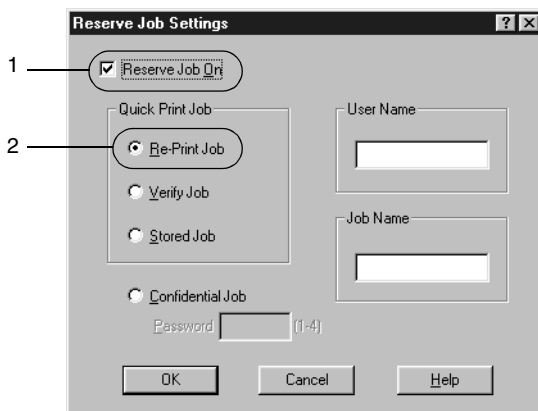 Reserve Job Settings
? ×
1
Reserve Job On
Quick Print Job
2
Re-Print Job
Verify Job
Stored Job
User Name
Job Name
Confidential Job
Password
(1-4)
OK
Cancel
Help